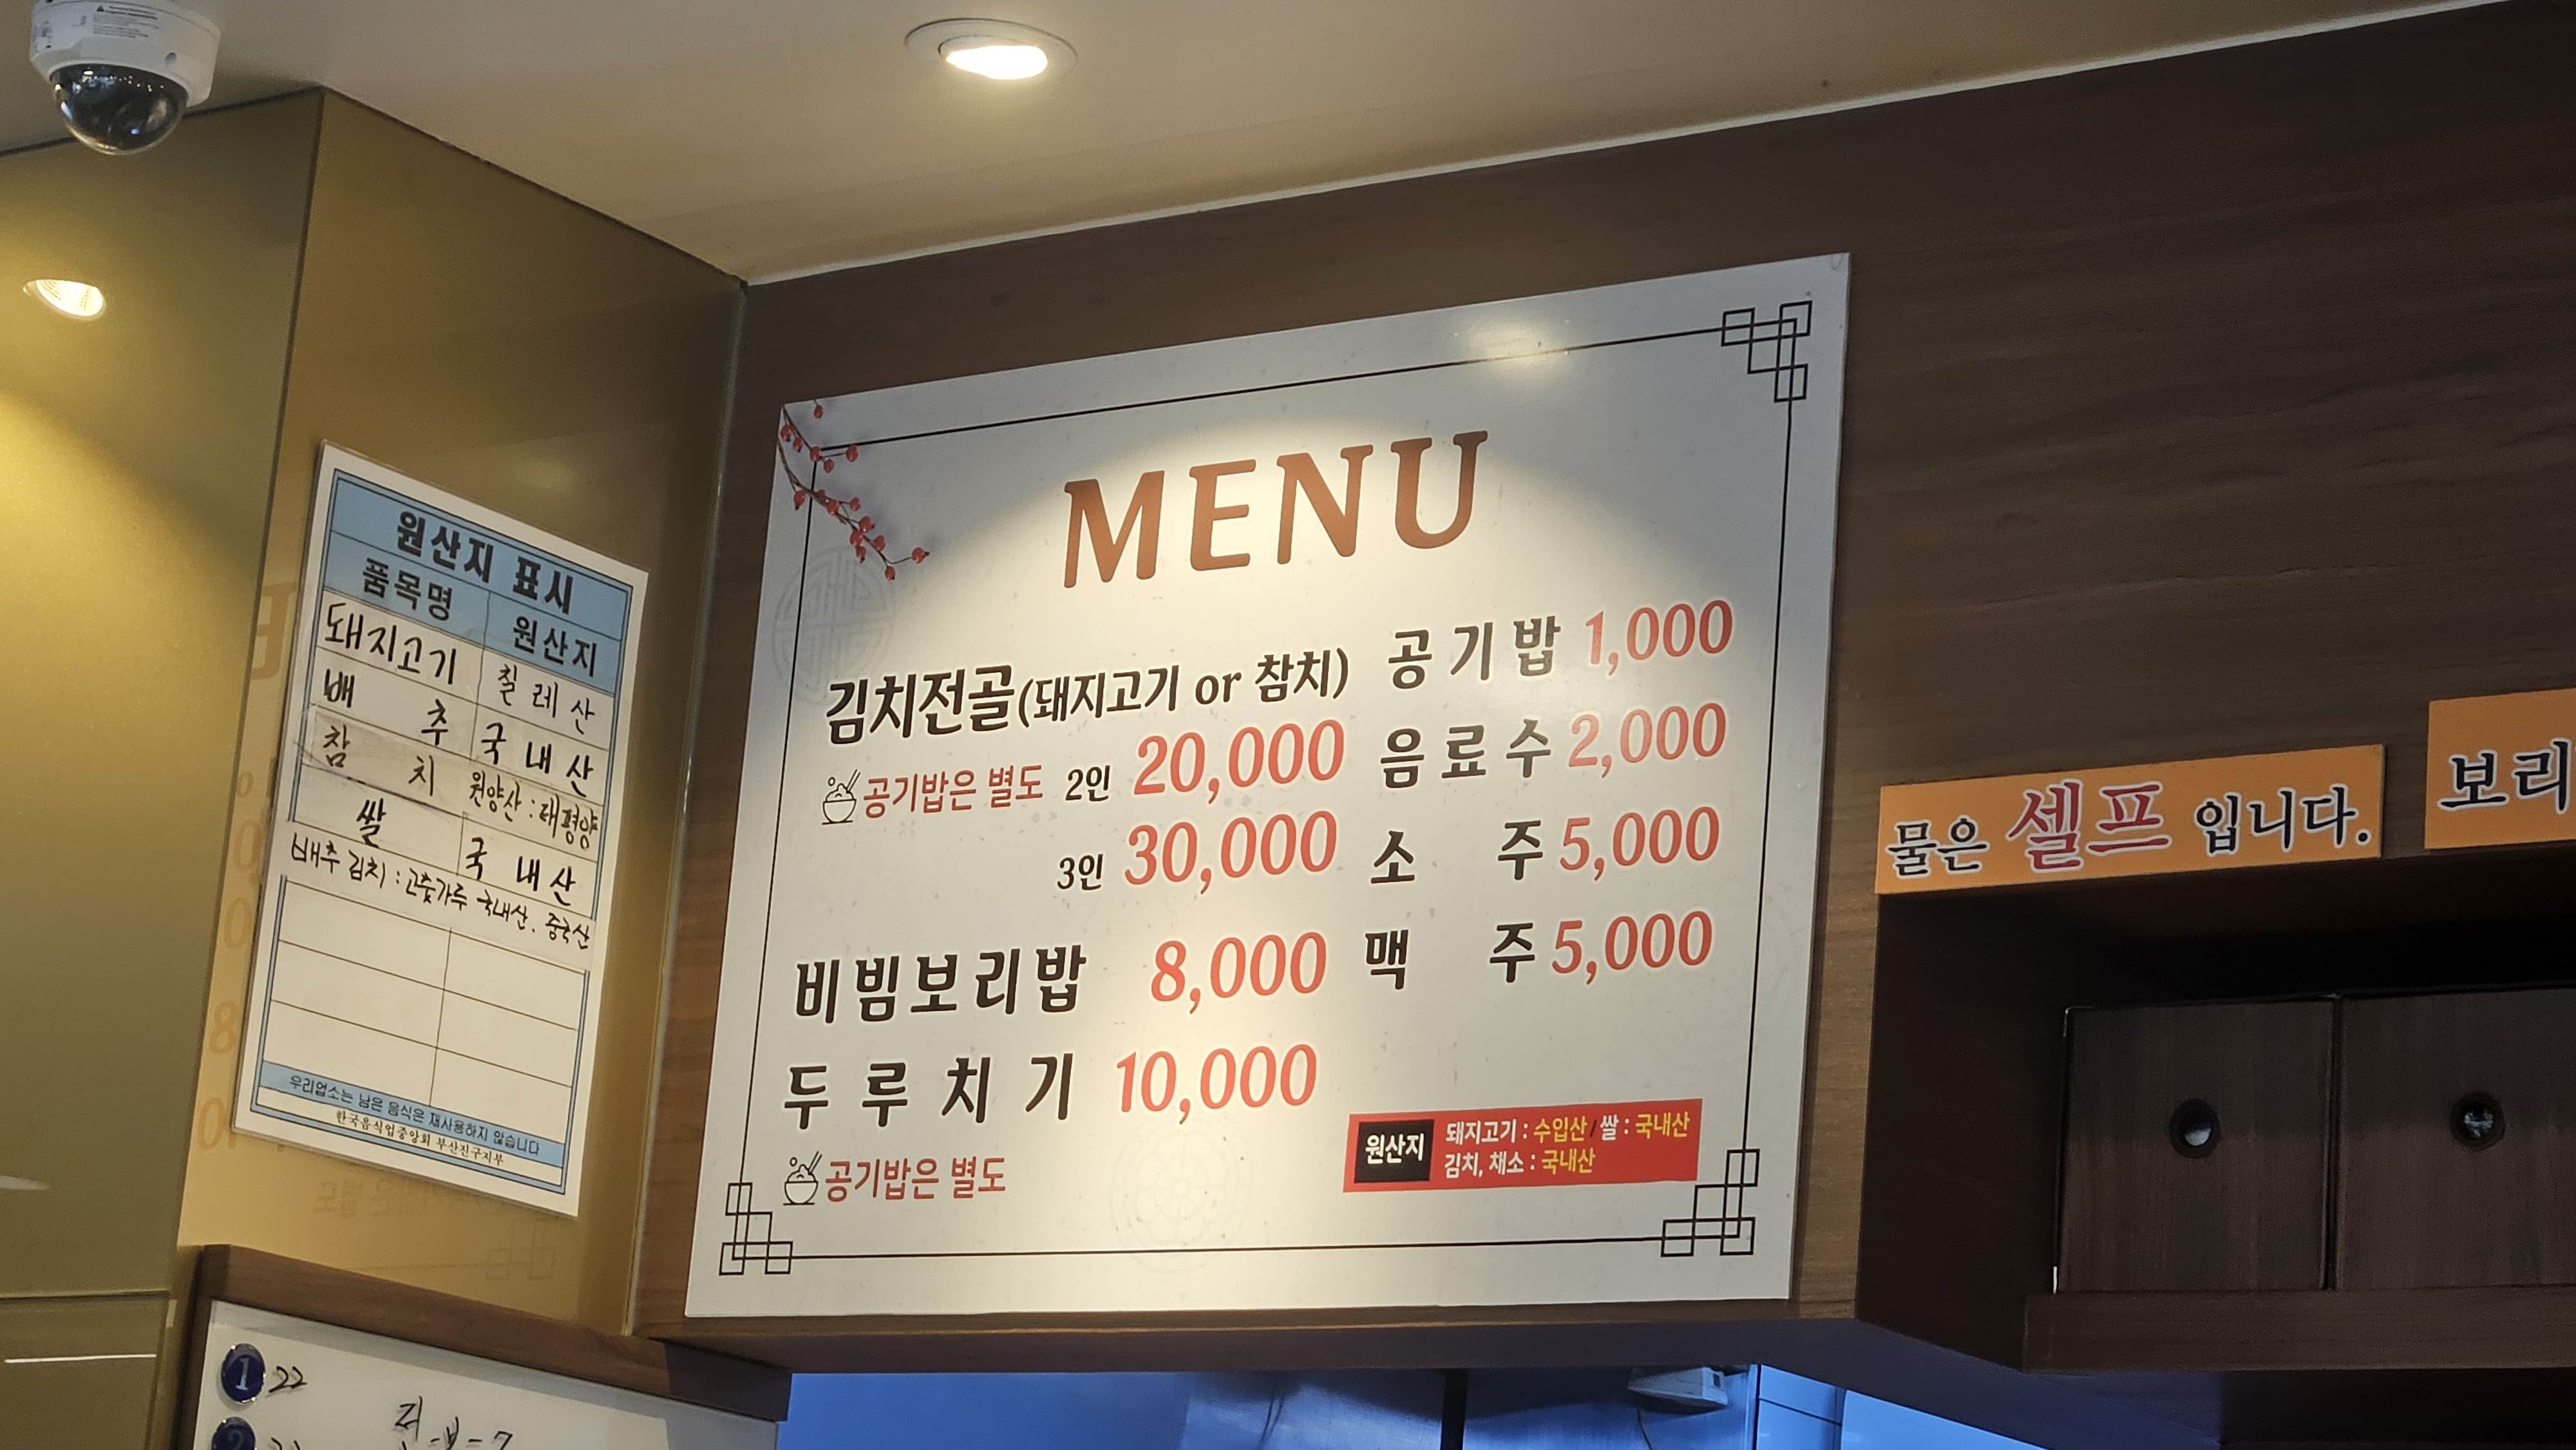 원산지 표시
품목명 원산지
돼지고기 칠레산
배추 국내산
참치 원양산 : 태평양
쌀 국내산
배추 김치 : 고춧가루 국내산. 중국산
우리업소는 남은 음식은 재사용하지 않습니다
한국음식업중앙회 부산진구지부
MENU
김치전골(돼지고기 or 참치)
공기밥은 별도 2인 20,000
3인 30,000
비빔보리밥 8,000
두루치기 10,000
공기밥은 별도
공기밥 1,000
음료수 2,000
소주 5,000
맥주 5,000
원산지 돼지고기 : 수입산 / 쌀 : 국내산
김치, 채소 : 국내산
물은 셀프 입니다.
보리
1 22
2